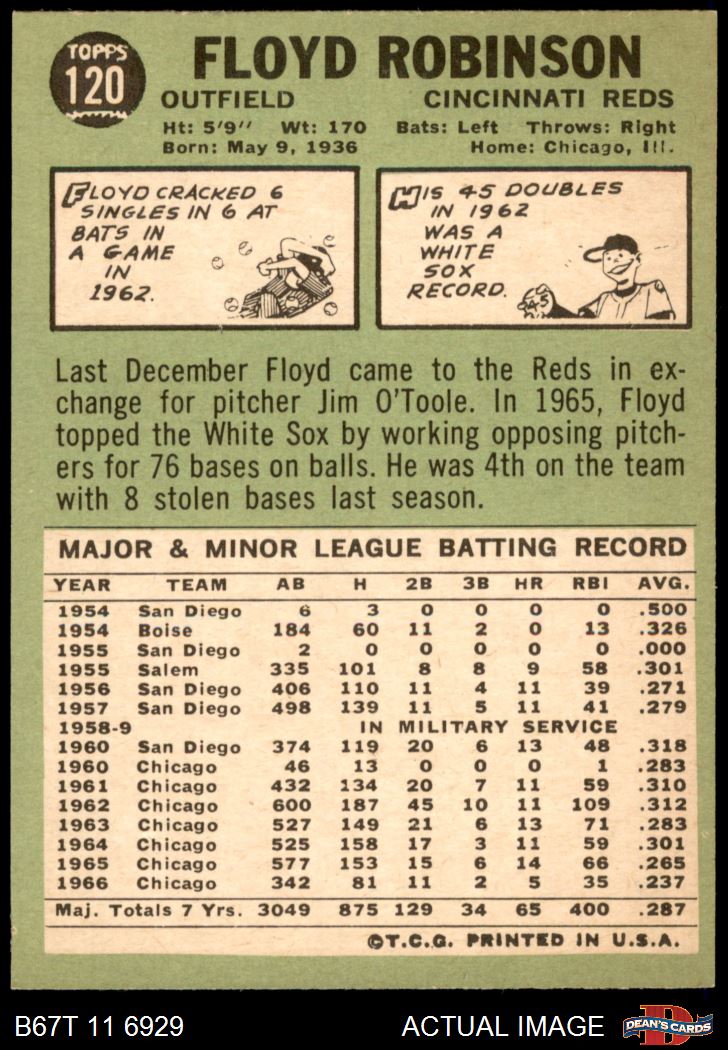 TOPPS
120
FLOYD ROBINSON
OUTFIELD CINCINNATI REDS
Ht: 5'9" Wt: 170 Bats: Left Throws: Right
Born: May 9, 1936 Home: Chicago, Ill.
FLOYD CRACKED 6
SINGLES IN 6 AT
BATS IN
A GAME
IN
1962.
HIS 45 DOUBLES
IN 1962
WAS A
WHITE
SOX
RECORD.
45
Last December Floyd came to the Reds in ex-
change for pitcher Jim O'Toole. In 1965, Floyd
topped the White Sox by working opposing pitch-
ers for 76 bases on balls. He was 4th on the team
with 8 stolen bases last season.
MAJOR & MINOR LEAGUE BATTING RECORD
YEAR TEAM AB H 2B 3B HR RBI AVG.
1954 San Diego 6 3 0 0 0 0 .500
1954 Boise 184 60 11 2 0 13 .326
1955 San Diego 2 0 0 0 0 0 .000
1955 Salem 335 101 8 8 9 58 .301
1956 San Diego 406 110 11 4 11 39 .271
1957 San Diego 498 139 11 5 11 41 .279
1958-9 IN MILITARY SERVICE
1960 San Diego 374 119 20 6 13 48 .318
1960 Chicago 46 13 0 0 0 1 .283
1961 Chicago 432 134 20 7 11 59 .310
1962 Chicago 600 187 45 10 11 109 .312
1963 Chicago 527 149 21 6 13 71 .283
1964 Chicago 525 158 17 3 11 59 .301
1965 Chicago 577 153 15 6 14 66 .265
1966 Chicago 342 81 11 2 5 35 .237
Maj. Totals 7 Yrs. 3049 875 129 34 65 400 .287
©T.C.G. PRINTED IN U.S.A.
B67T 11 6929 ACTUAL IMAGE
D
DEAN'S CARDS